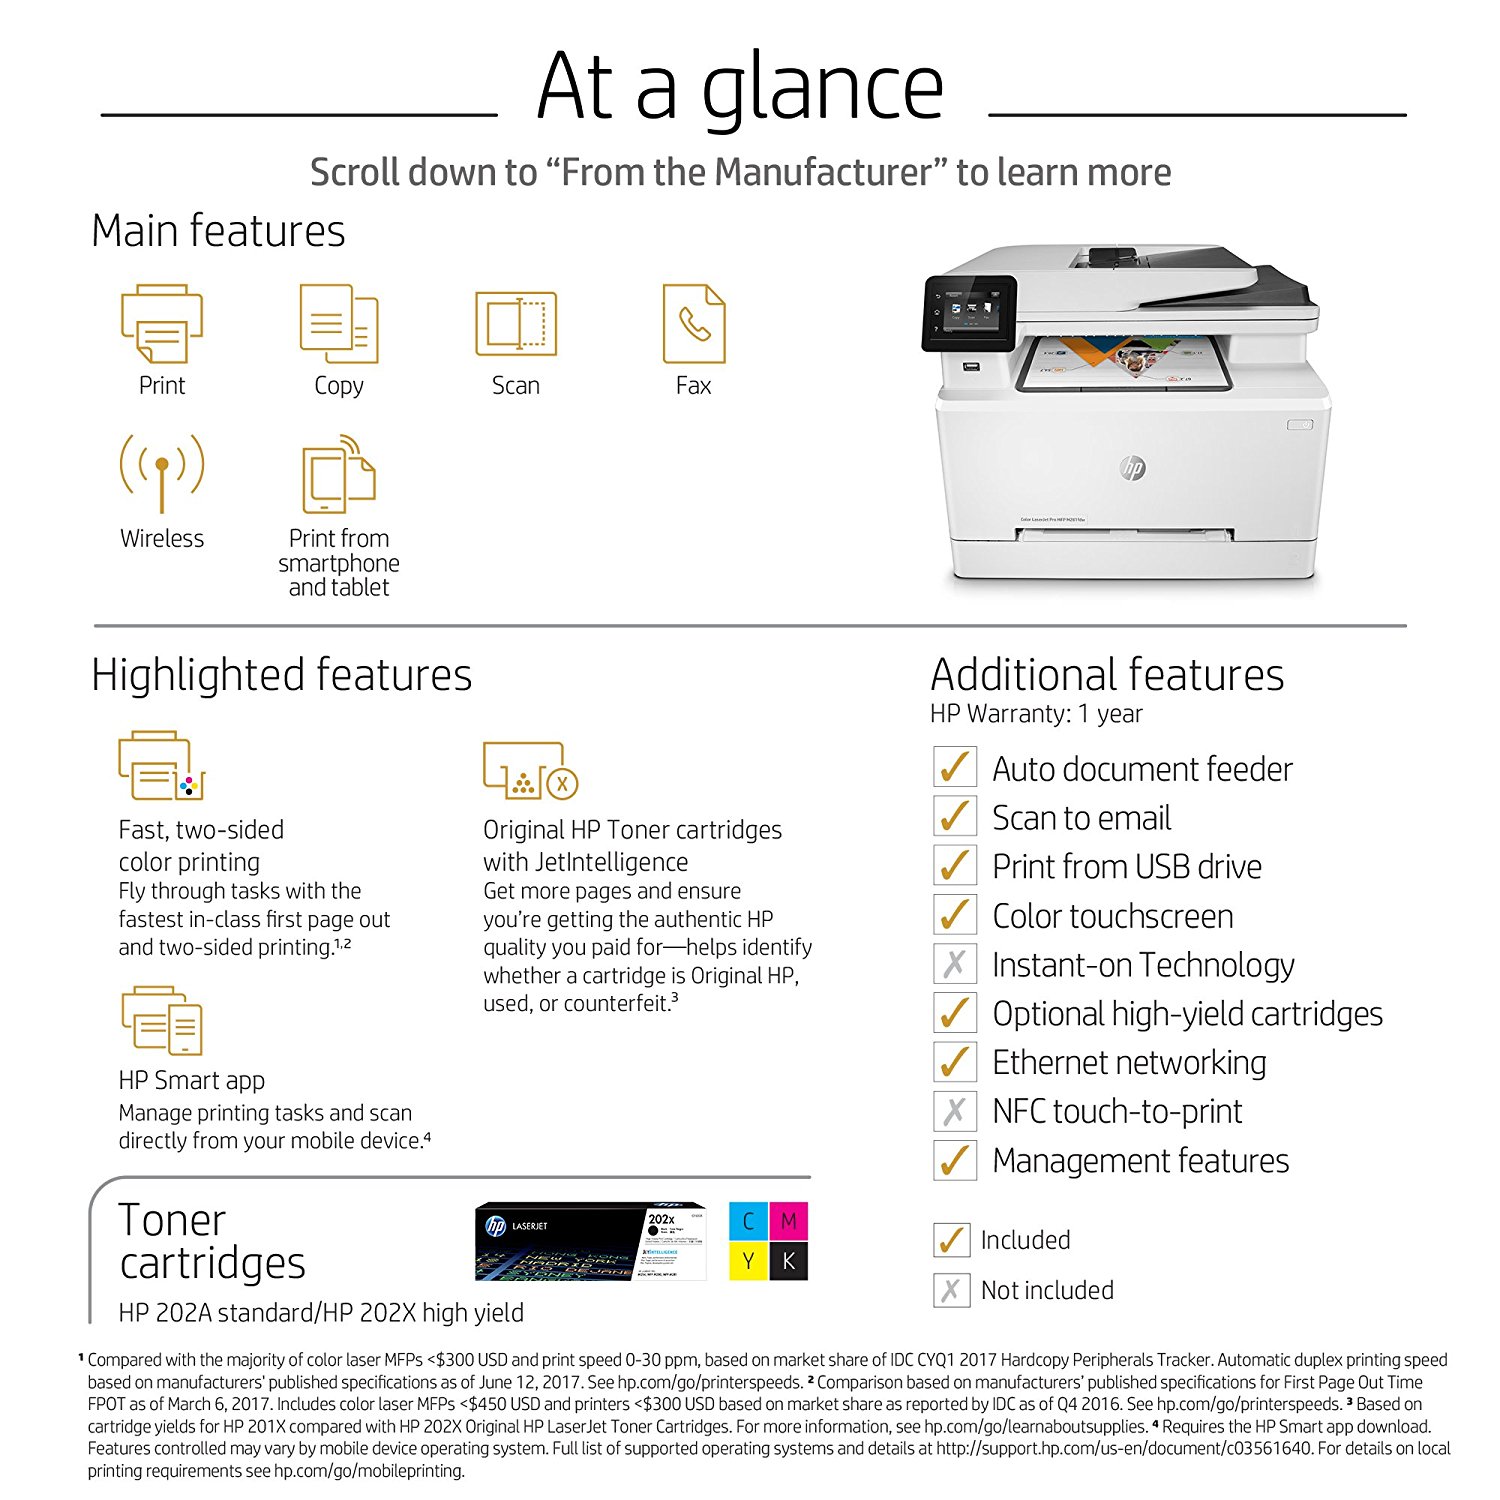 At a glance
Scroll down to “From the Manufacturer” to learn more
Main features
Print
Copy
Scan
Fax
Wireless
Print from
smartphone
and tablet
hp
Highlighted features
Fast, two-sided
color printing
Fly through tasks with the
fastest in-class first page out
and two-sided printing.¹,²
HP Smart app
Manage printing tasks and scan
directly from your mobile device.⁴
Original HP Toner cartridges
with JetIntelligence
Get more pages and ensure
you’re getting the authentic HP
quality you paid for—helps identify
whether a cartridge is Original HP,
used, or counterfeit.³
Additional features
HP Warranty: 1 year
Auto document feeder
Scan to email
Print from USB drive
Color touchscreen
Instant-on Technology
Optional high-yield cartridges
Ethernet networking
NFC touch-to-print
Management features
Included
Not included
Toner
cartridges
HP 202A standard/HP 202X high yield
hp LASERJET
202x
JETINTELLIGENCE
C M
Y K
¹ Compared with the majority of color laser MFPs <$300 USD and print speed 0-30 ppm, based on market share of IDC CYQ1 2017 Hardcopy Peripherals Tracker. Automatic duplex printing speed
based on manufacturers' published specifications as of June 12, 2017. See hp.com/go/printerspeeds. ² Comparison based on manufacturers’ published specifications for First Page Out Time
FPOT as of March 6, 2017. Includes color laser MFPs <$450 USD and printers <$300 USD based on market share as reported by IDC as of Q4 2016. See hp.com/go/printerspeeds. ³ Based on
cartridge yields for HP 201X compared with HP 202X Original HP LaserJet Toner Cartridges. For more information, see hp.com/go/learnaboutsupplies. ⁴ Requires the HP Smart app download.
Features controlled may vary by mobile device operating system. Full list of supported operating systems and details at http://support.hp.com/us-en/document/c03561640. For details on local
printing requirements see hp.com/go/mobileprinting.